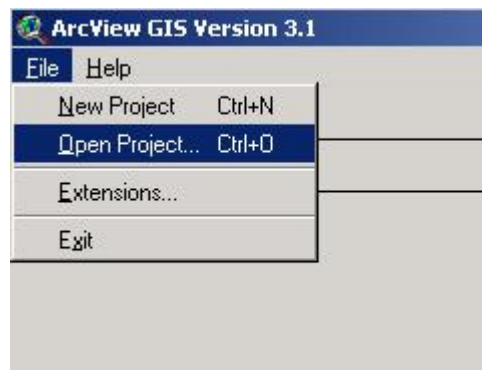 ArcView GIS Version 3.1
File Help
New Project Ctrl+N
Open Project... Ctrl+O
Extensions...
Exit